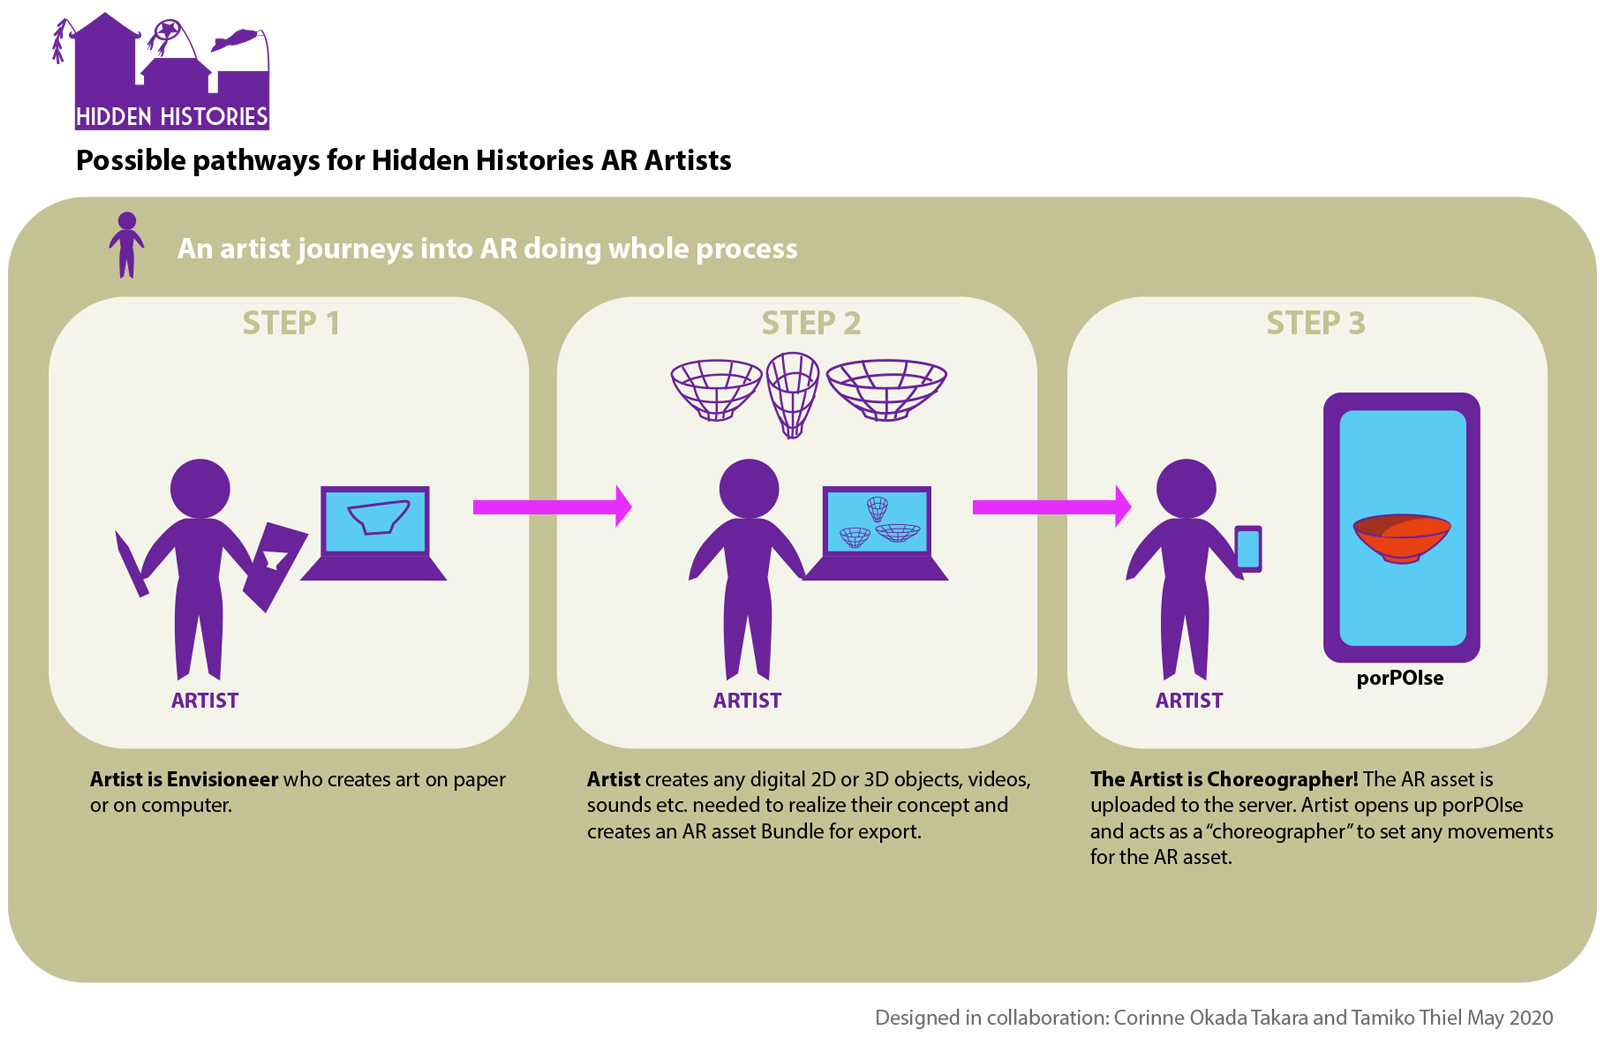 HIDDEN HISTORIES
Possible pathways for Hidden Histories AR Artists
An artist journeys into AR doing whole process
STEP 1
STEP 2
STEP 3
ARTIST
ARTIST
porPOIse
ARTIST
Artist is Envisioneer who creates art on paper
or on computer.
Artist creates any digital 2D or 3D objects, videos,
sounds etc. needed to realize their concept and
creates an AR asset Bundle for export.
The Artist is Choreographer! The AR asset is
uploaded to the server. Artist opens up porPOIse
and acts as a “choreographer” to set any movements
for the AR asset.
Designed in collaboration: Corinne Okada Takara and Tamiko Thiel May 2020